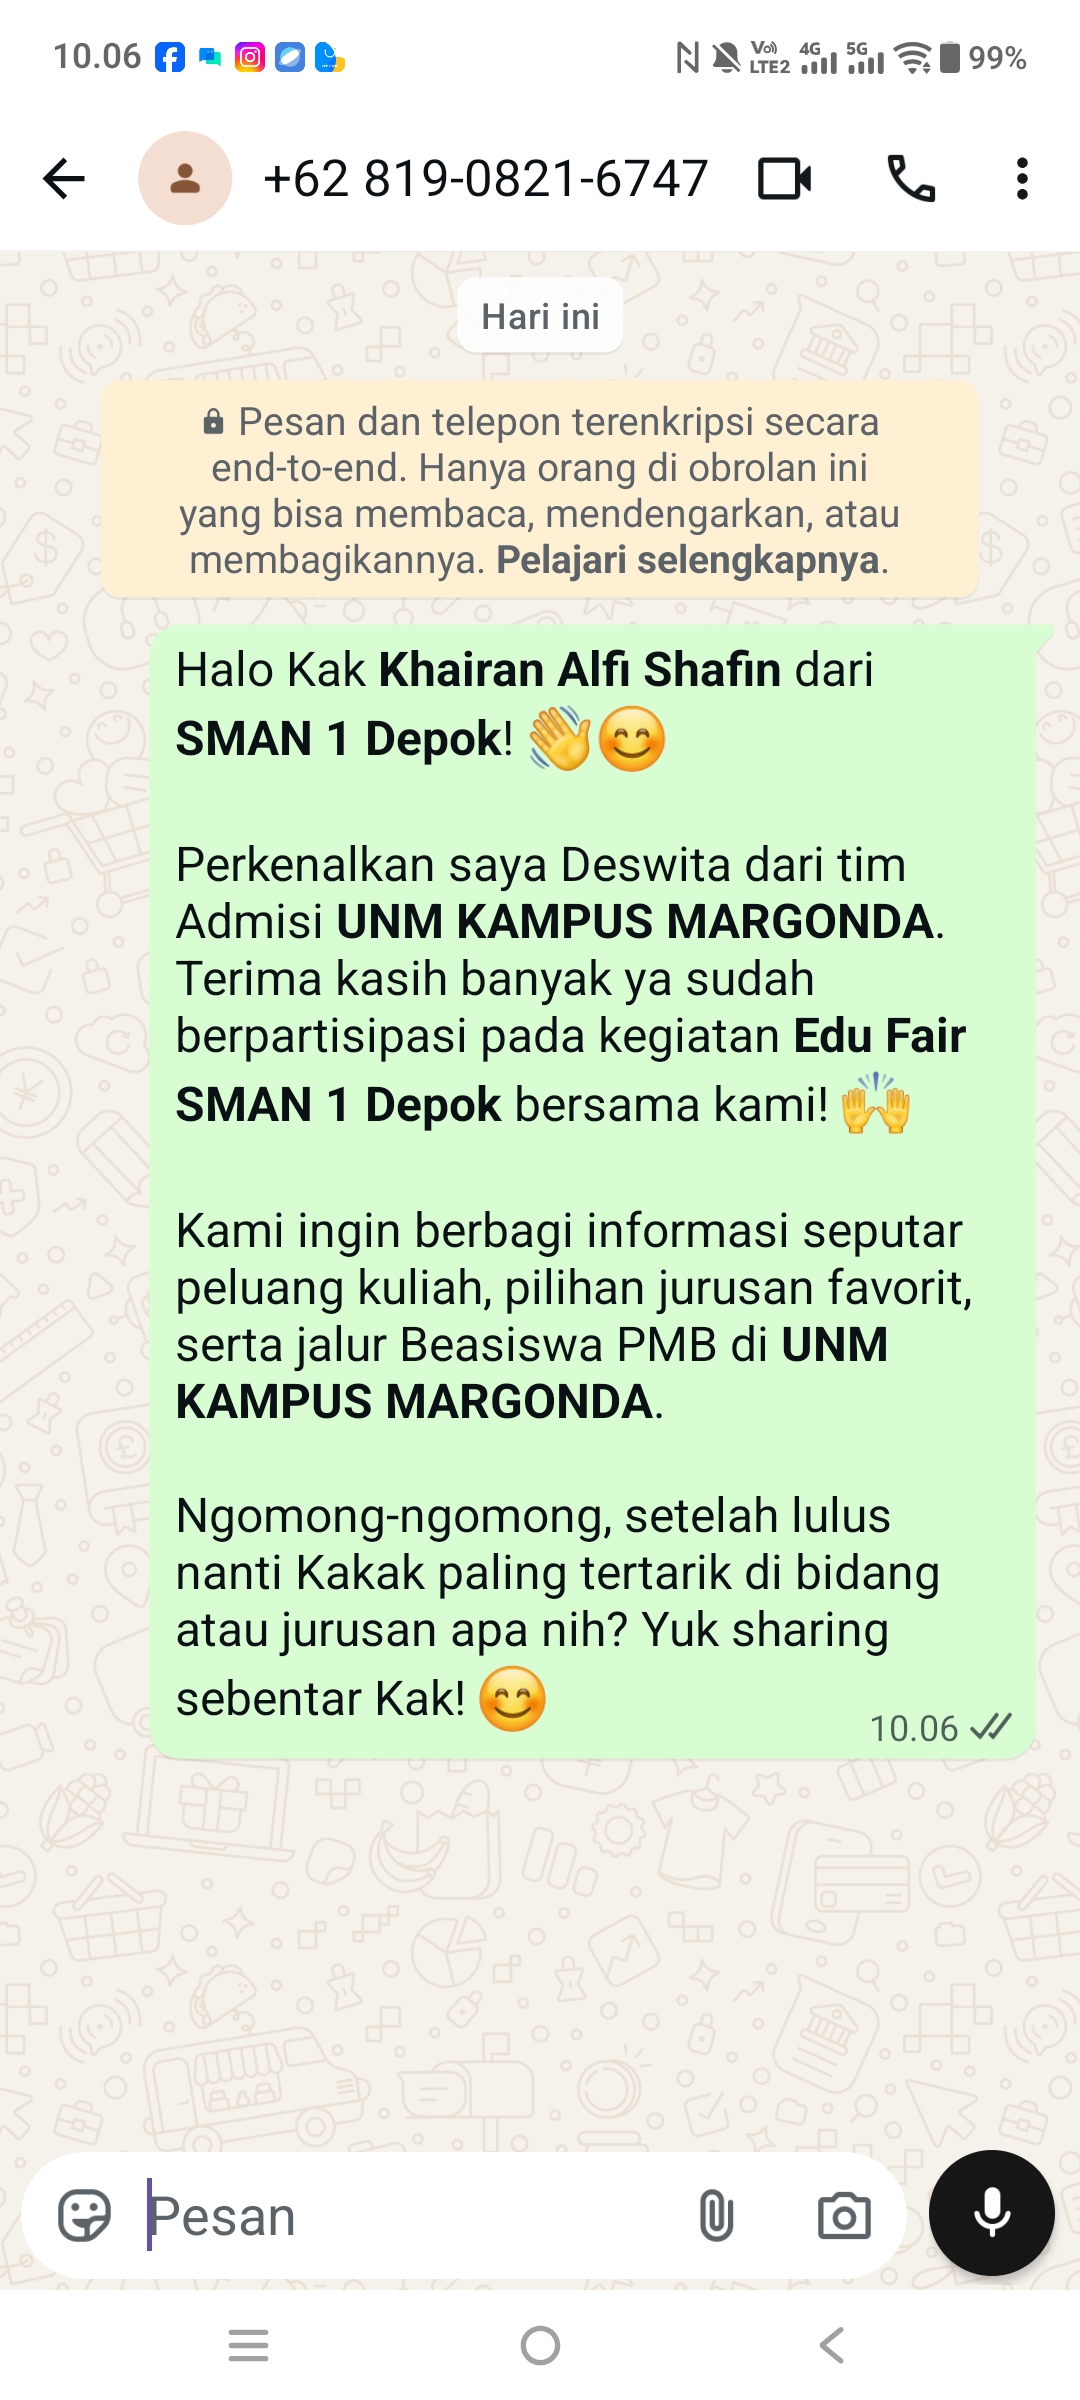 10.06
Vo) LTE2 4G 5G 99%
+62 819-0821-6747
Hari ini
Pesan dan telepon terenkripsi secara
end-to-end. Hanya orang di obrolan ini
yang bisa membaca, mendengarkan, atau
membagikannya. Pelajari selengkapnya.
Halo Kak Khairan Alfi Shafin dari
SMAN 1 Depok! 👋😊
Perkenalkan saya Deswita dari tim
Admisi UNM KAMPUS MARGONDA.
Terima kasih banyak ya sudah
berpartisipasi pada kegiatan Edu Fair
SMAN 1 Depok bersama kami! 🙌
Kami ingin berbagi informasi seputar
peluang kuliah, pilihan jurusan favorit,
serta jalur Beasiswa PMB di UNM
KAMPUS MARGONDA.
Ngomong-ngomong, setelah lulus
nanti Kakak paling tertarik di bidang
atau jurusan apa nih? Yuk sharing
sebentar Kak! 😊
10.06
Pesan